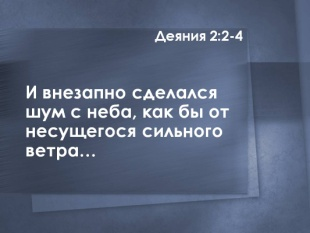 Деяния 2:2-4
И внезапно сделался
шум с неба, как бы от
несущегося сильного
ветра…